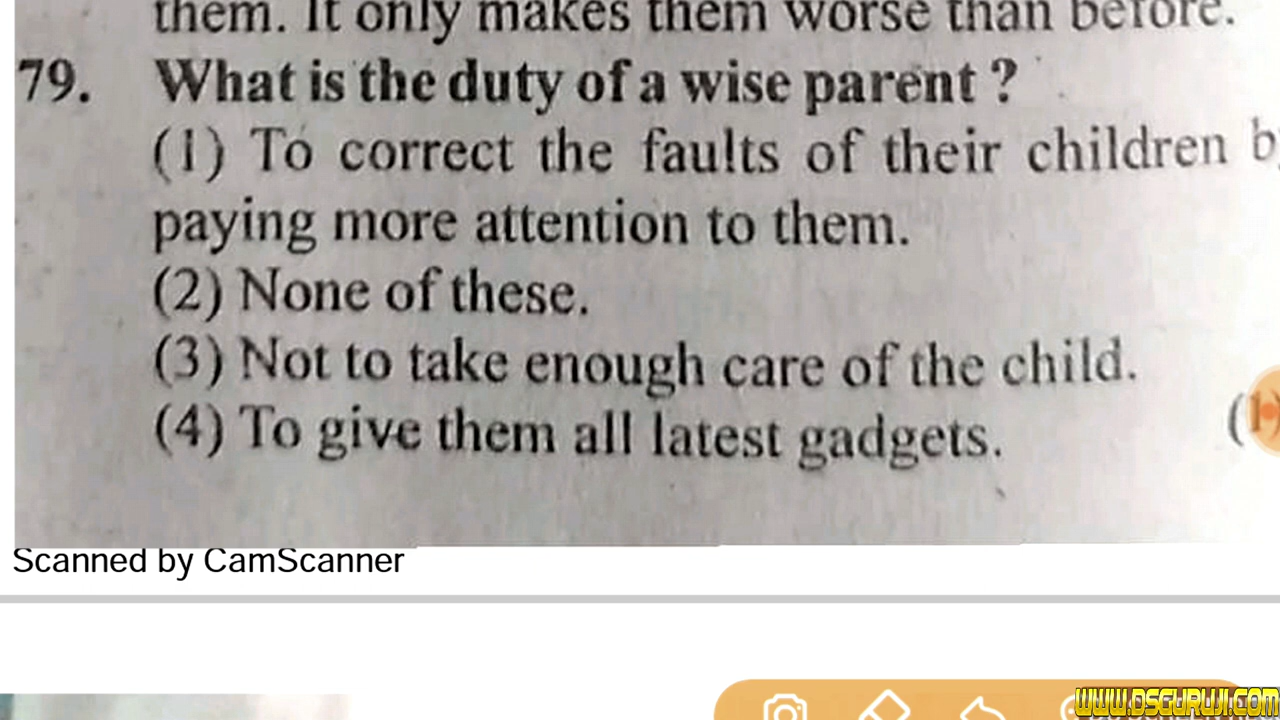 them. It only makes them worse than before.
79. What is the duty of a wise parent ?
(1) To correct the faults of their children b
paying more attention to them.
(2) None of these.
(3) Not to take enough care of the child.
(4) To give them all latest gadgets.
(1)
Scanned by CamScanner
WWW.DSGURUJI.COM